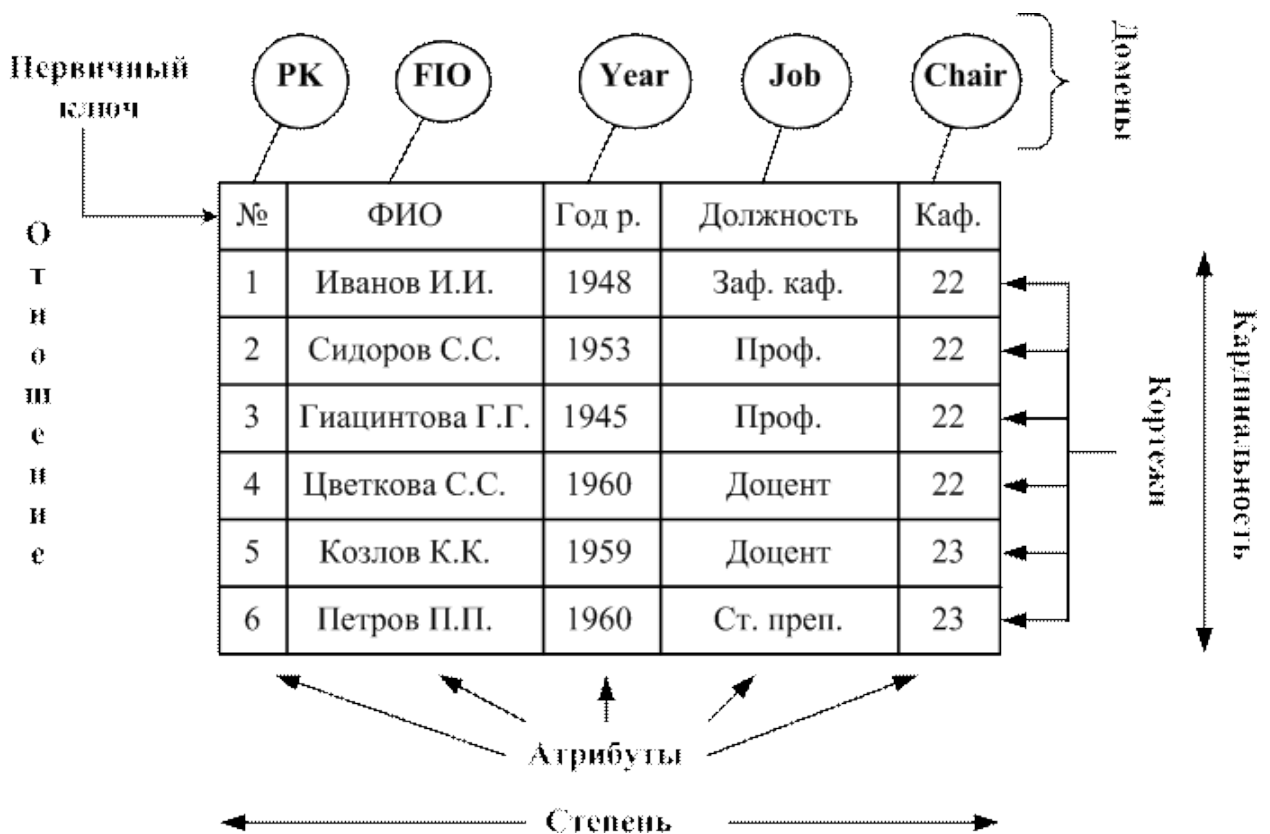 Первичный
ключ
PK FIO Year Job Chair
Домены
Отношение
№ ФИО Год р. Должность Каф.
1 Иванов И.И. 1948 Заф. каф. 22
2 Сидоров С.С. 1953 Проф. 22
3 Гиацинтова Г.Г. 1945 Проф. 22
4 Цветкова С.С. 1960 Доцент 22
5 Козлов К.К. 1959 Доцент 23
6 Петров П.П. 1960 Ст. преп. 23
Кортежи
Кардинальность
Атрибуты
Степень